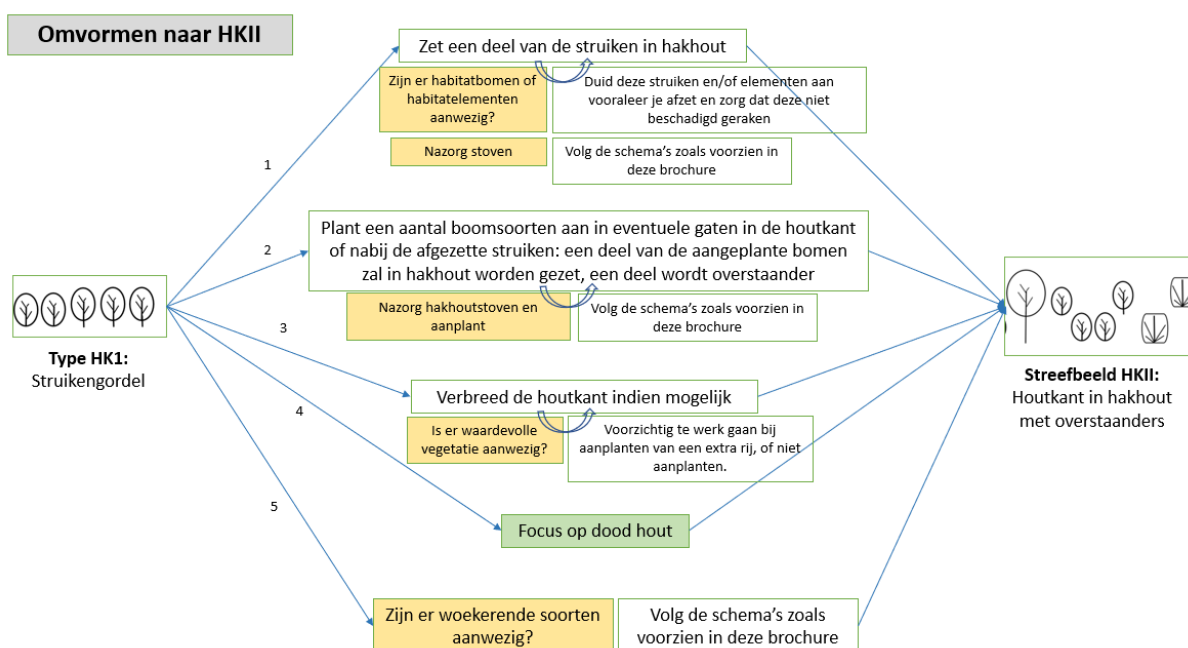 Omvormen naar HKII
Zet een deel van de struiken in hakhout
Zijn er habitatbomen of
habitatelementen
aanwezig?
Duid deze struiken en/of elementen aan
vooraleer je afzet en zorg dat deze niet
beschadigd geraken
1
Nazorg stoven
Volg de schema's zoals voorzien in
deze brochure
2
Plant een aantal boomsoorten aan in eventuele gaten in de houtkant
of nabij de afgezette struiken: een deel van de aangeplante bomen
zal in hakhout worden gezet, een deel wordt overstaander
Nazorg hakhoutstoven en
aanplant
Volg de schema's zoals voorzien in
deze brochure
Type HK1:
Struikengordel
3
Verbreed de houtkant indien mogelijk
Is er waardevolle
vegetatie aanwezig?
Voorzichtig te werk gaan bij
aanplanten van een extra rij, of niet
aanplanten.
Streefbeeld HKII:
Houtkant in hakhout
met overstaanders
4
Focus op dood hout
5
Zijn er woekerende soorten
aanwezig?
Volg de schema's zoals
voorzien in deze brochure